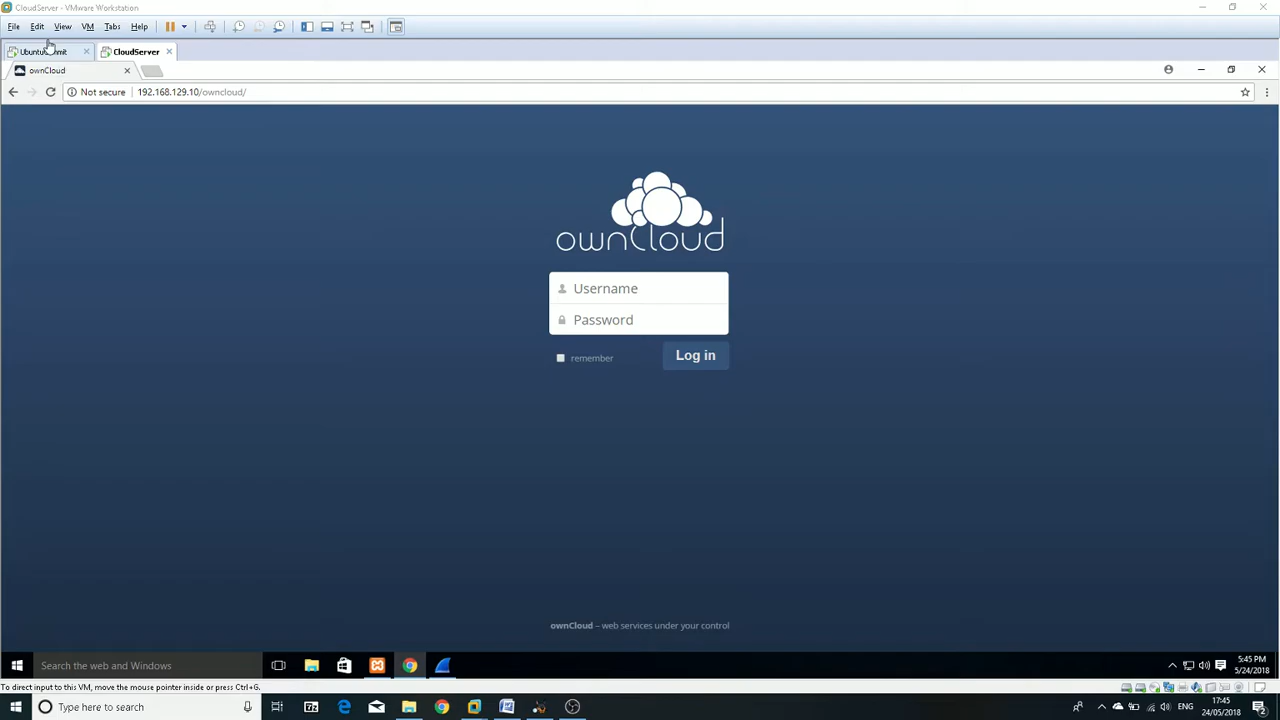 CloudServer - VMware Workstation
File Edit View VM Tabs Help
CloudServer
ownCloud
Not secure 192.168.129.10/owncloud/
ownCloud
Username
Password
remember Log in
ownCloud – web services under your control
Search the web and Windows
5:45 PM
5/24/2018
To direct input to this VM, move the mouse pointer inside or press Ctrl+G.
Type here to search
ENG
17:45
24/05/2018
2